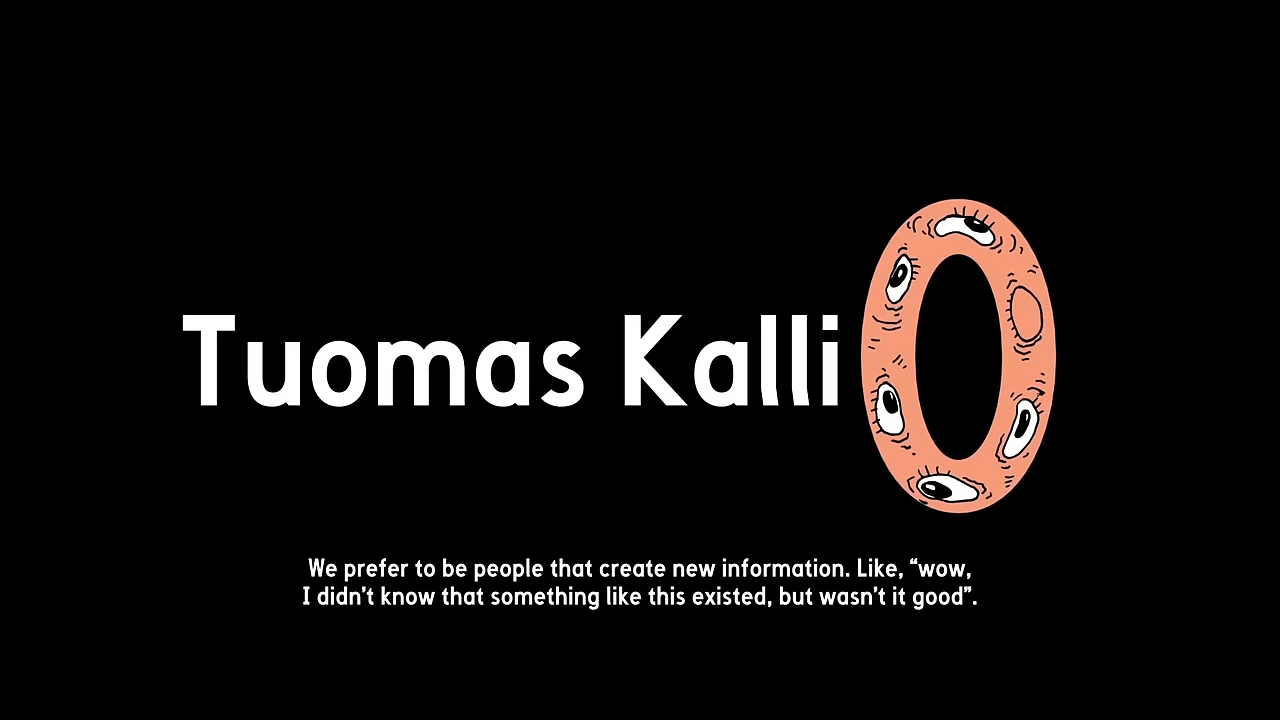 Tuomas KalliO
We prefer to be people that create new information. Like, “wow,
I didn’t know that something like this existed, but wasn’t it good”.